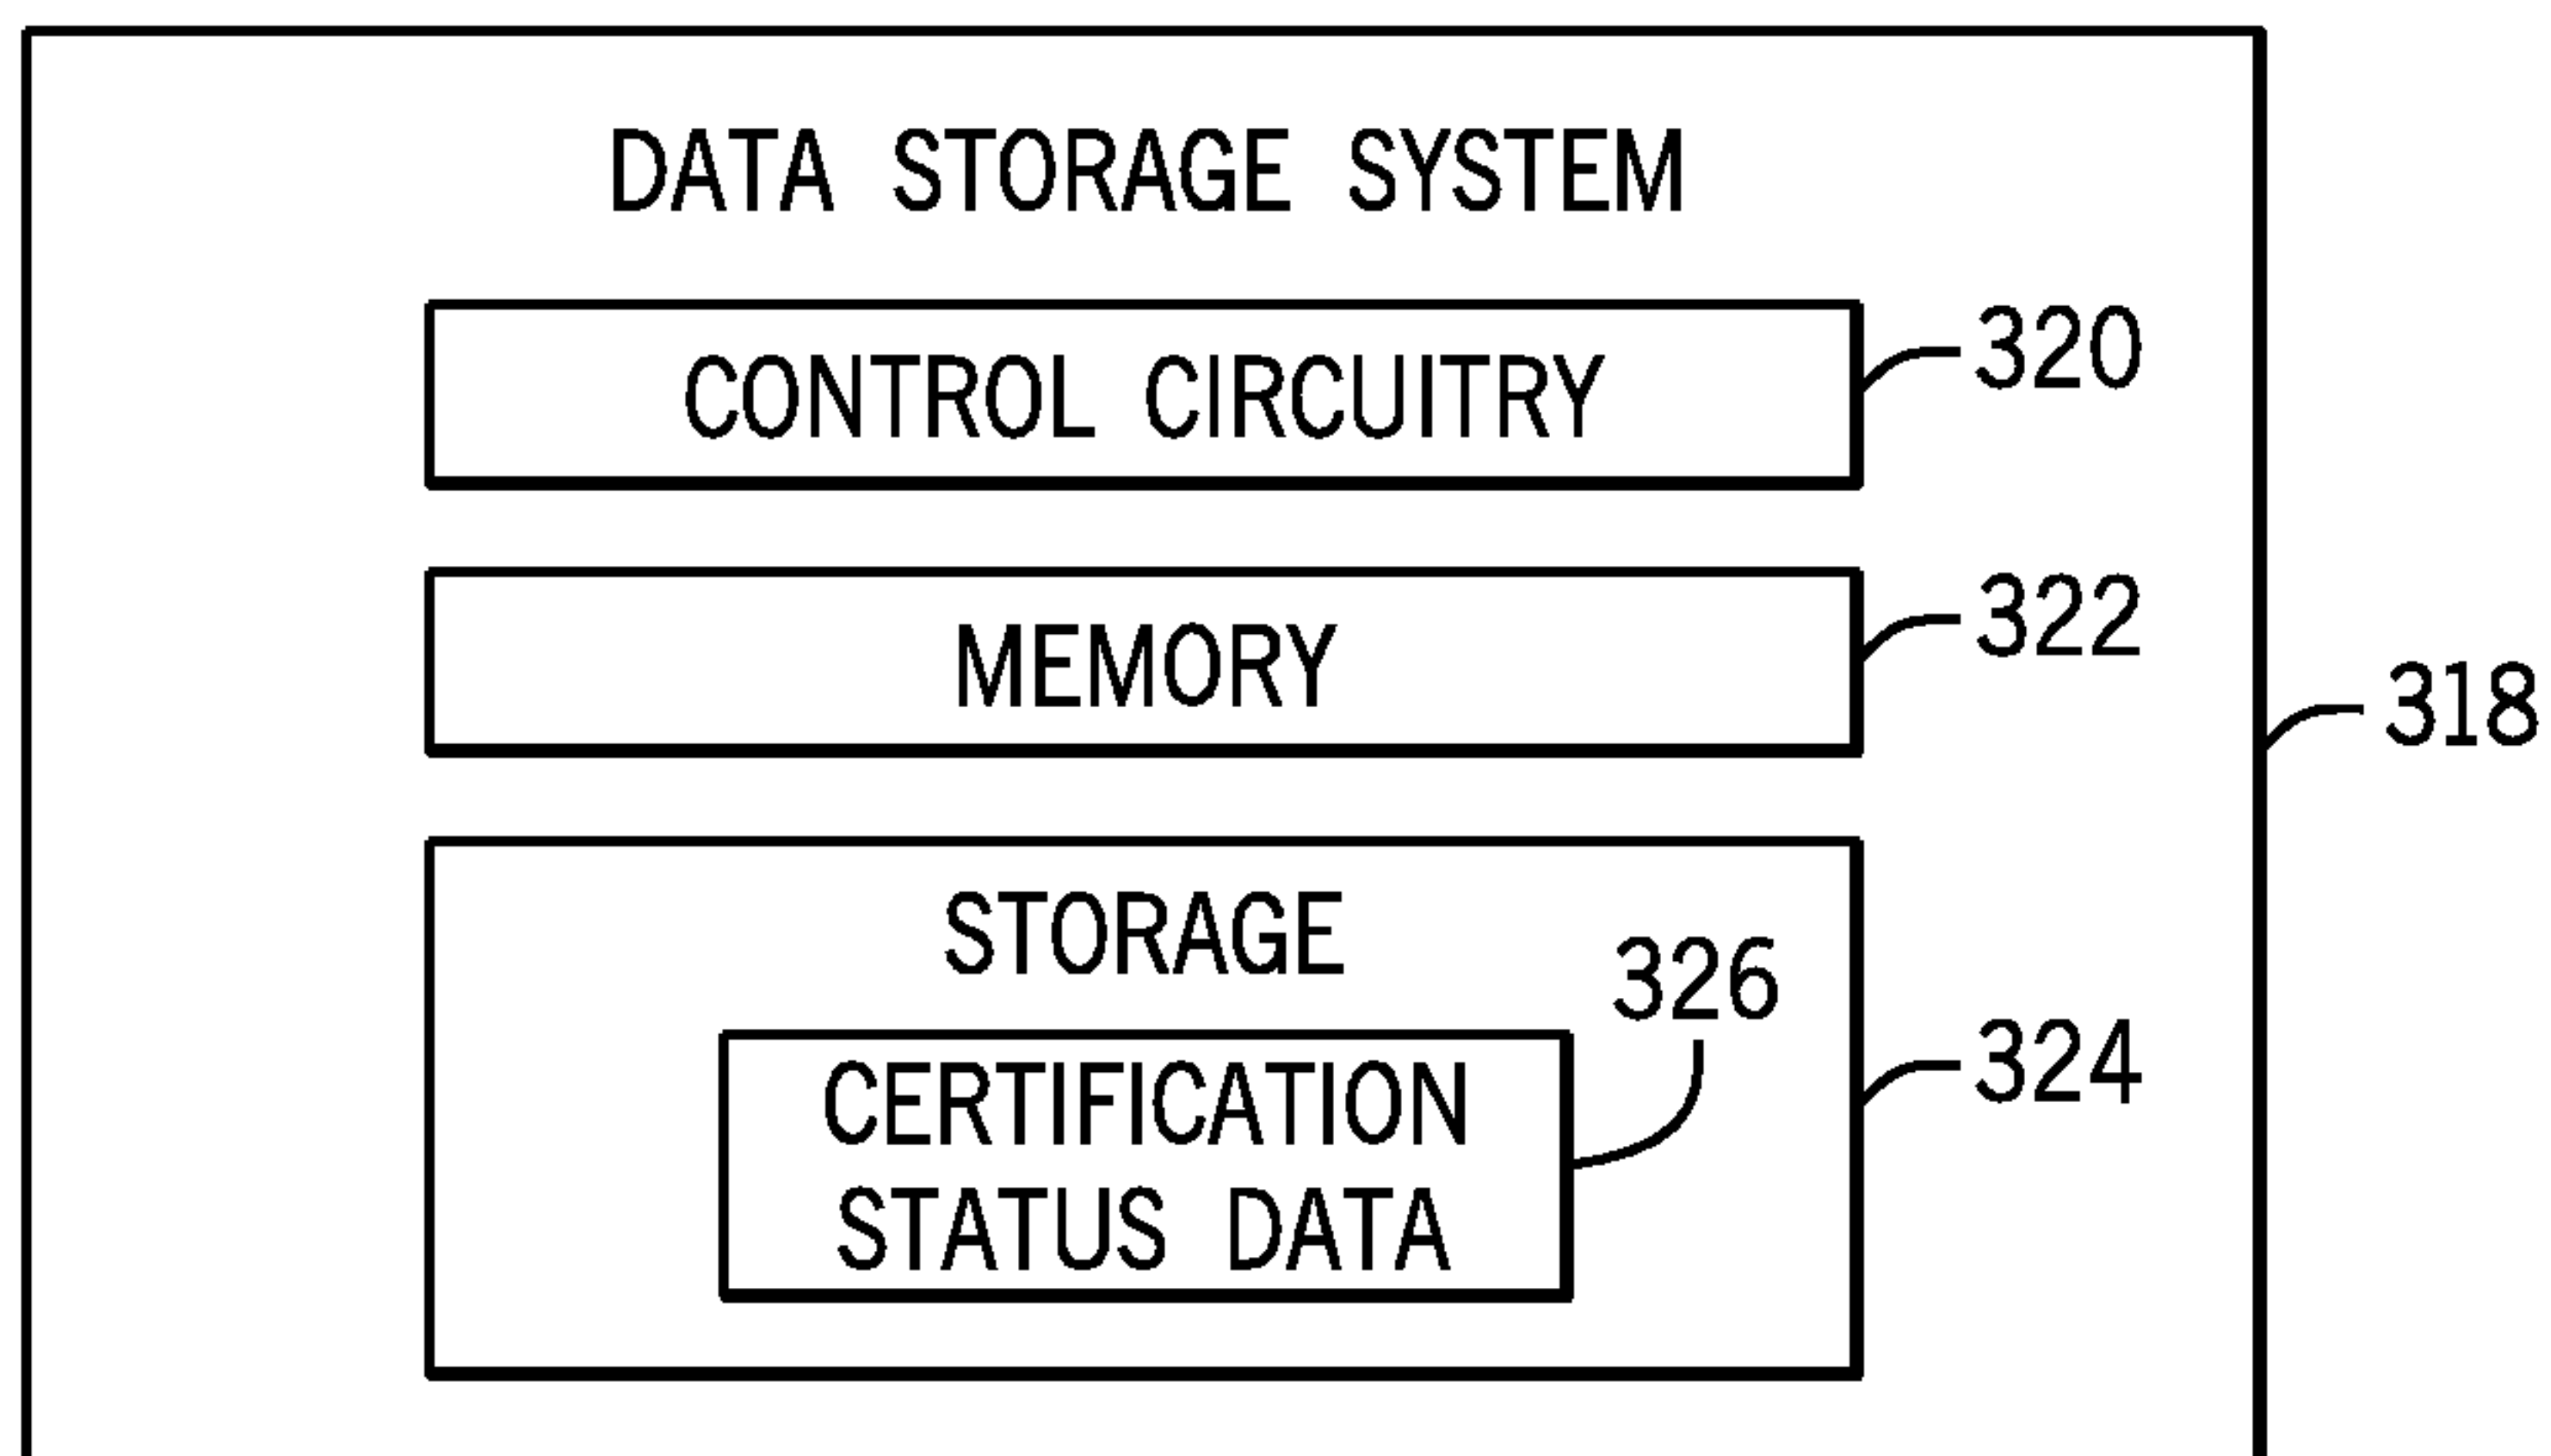 DATA STORAGE SYSTEM
CONTROL CIRCUITRY
320
MEMORY
322
318
STORAGE
326
CERTIFICATION
STATUS DATA
324